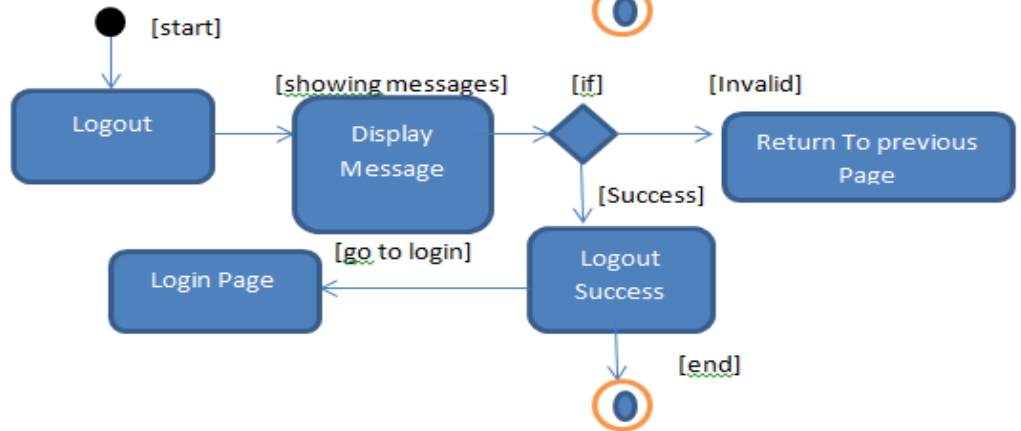 [start]
[showing messages]
[if]
[Invalid]
Logout
Display
Message
Return To previous
Page
[Success]
[go to login]
Login Page
Logout
Success
[end]